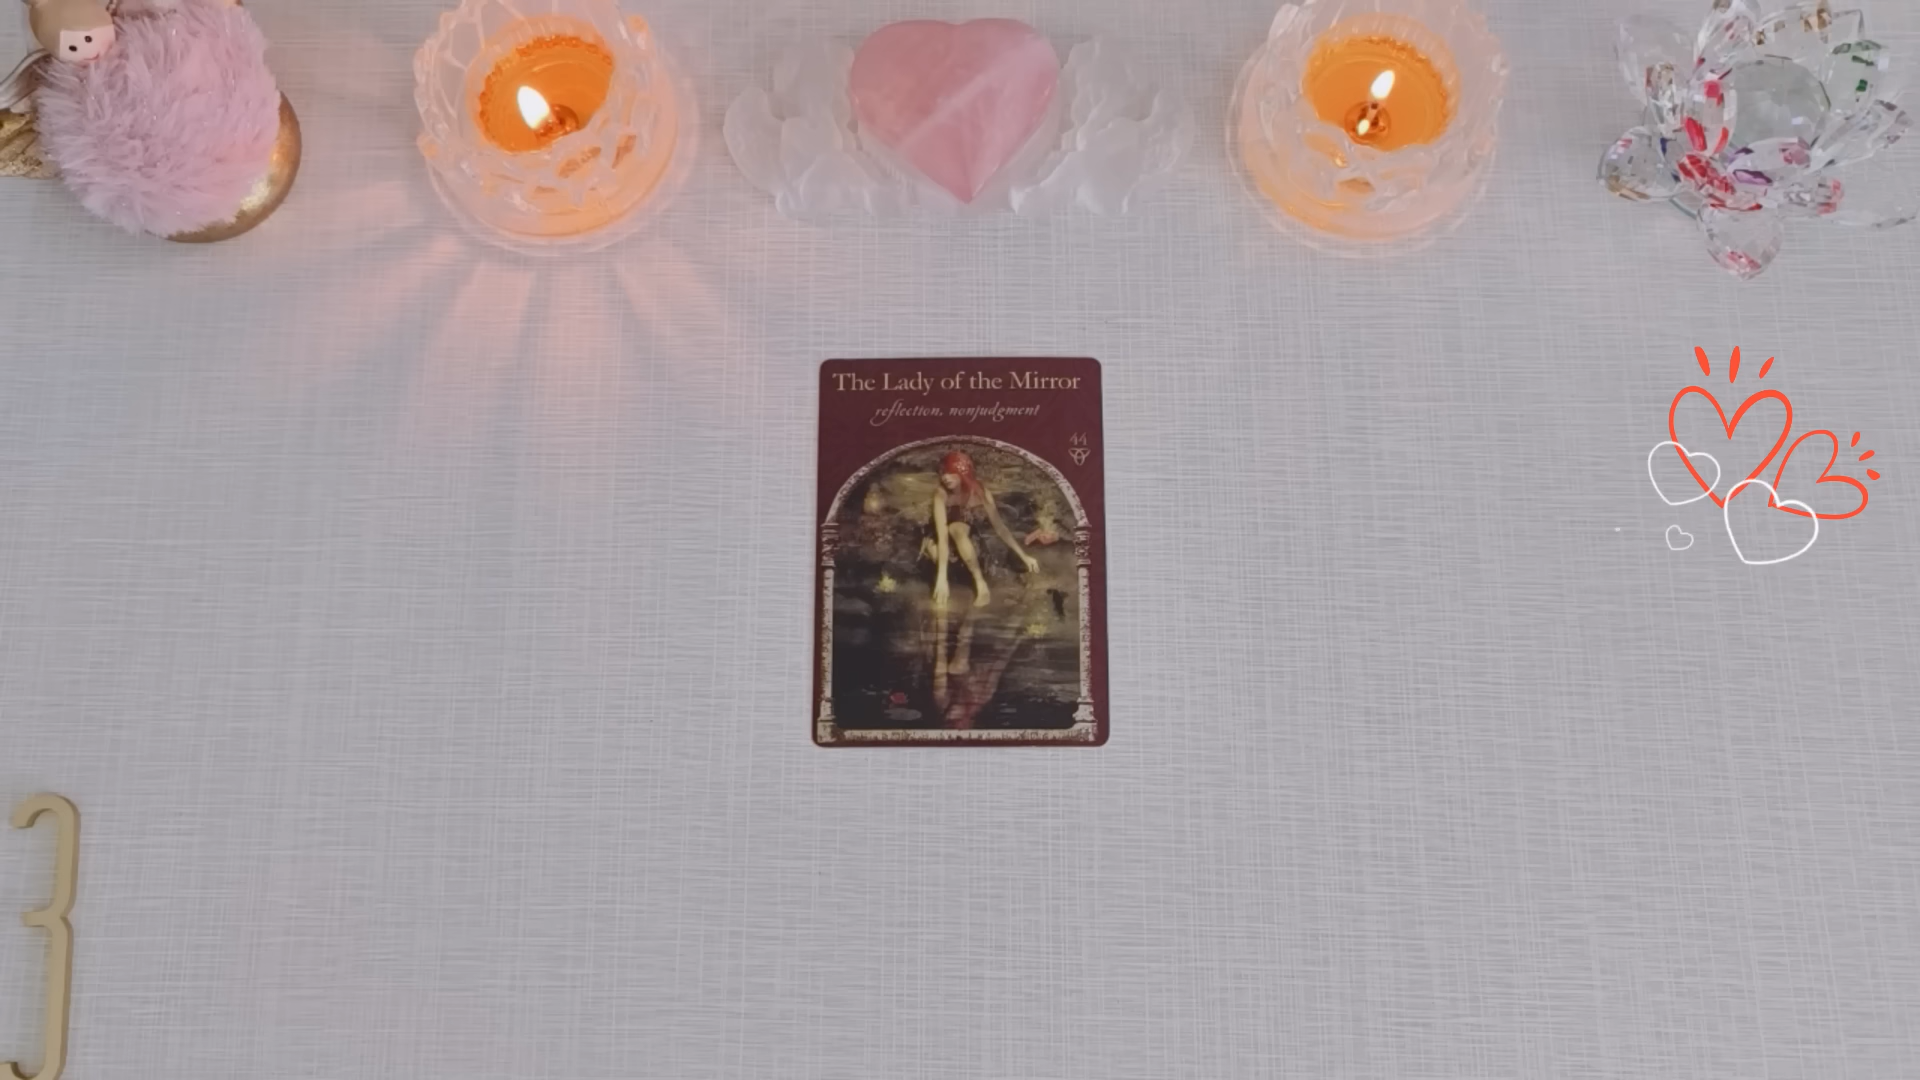 The Lady of the Mirror
reflection, nonjudgment
44
3